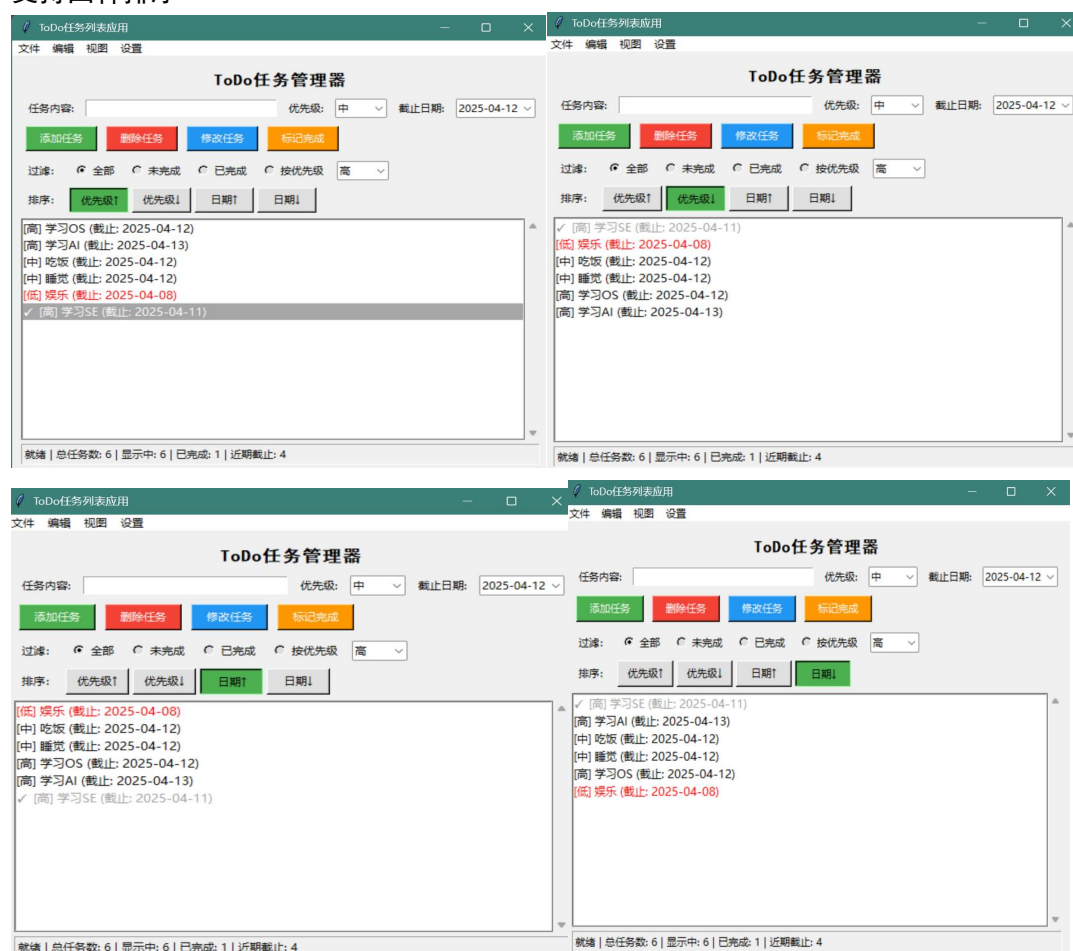 ToDo任务列表应用
文件 编辑 视图 设置
ToDo任务管理器
任务内容: 优先级: 中 截止日期: 2025-04-12
添加任务 删除任务 修改任务 标记完成
过滤: 全部 未完成 已完成 按优先级 高
排序: 优先级↑ 优先级↓ 日期↑ 日期↓
[高] 学习OS (截止: 2025-04-12)
[高] 学习AI (截止: 2025-04-13)
[中] 吃饭 (截止: 2025-04-12)
[中] 睡觉 (截止: 2025-04-12)
[低] 娱乐 (截止: 2025-04-08)
✓ [高] 学习SE (截止: 2025-04-11)
就绪 | 总任务数: 6 | 显示中: 6 | 已完成: 1 | 近期截止: 4
ToDo任务列表应用
文件 编辑 视图 设置
ToDo任务管理器
任务内容: 优先级: 中 截止日期: 2025-04-12
添加任务 删除任务 修改任务 标记完成
过滤: 全部 未完成 已完成 按优先级 高
排序: 优先级↑ 优先级↓ 日期↑ 日期↓
✓ [高] 学习SE (截止: 2025-04-11)
[低] 娱乐 (截止: 2025-04-08)
[中] 吃饭 (截止: 2025-04-12)
[中] 睡觉 (截止: 2025-04-12)
[高] 学习OS (截止: 2025-04-12)
[高] 学习AI (截止: 2025-04-13)
就绪 | 总任务数: 6 | 显示中: 6 | 已完成: 1 | 近期截止: 4
ToDo任务列表应用
文件 编辑 视图 设置
ToDo任务管理器
任务内容: 优先级: 中 截止日期: 2025-04-12
添加任务 删除任务 修改任务 标记完成
过滤: 全部 未完成 已完成 按优先级 高
排序: 优先级↑ 优先级↓ 日期↑ 日期↓
[低] 娱乐 (截止: 2025-04-08)
[中] 吃饭 (截止: 2025-04-12)
[中] 睡觉 (截止: 2025-04-12)
[高] 学习OS (截止: 2025-04-12)
[高] 学习AI (截止: 2025-04-13)
✓ [高] 学习SE (截止: 2025-04-11)
就绪 | 总任务数: 6 | 显示中: 6 | 已完成: 1 | 近期截止: 4
ToDo任务列表应用
文件 编辑 视图 设置
ToDo任务管理器
任务内容: 优先级: 中 截止日期: 2025-04-12
添加任务 删除任务 修改任务 标记完成
过滤: 全部 未完成 已完成 按优先级 高
排序: 优先级↑ 优先级↓ 日期↑ 日期↓
✓ [高] 学习SE (截止: 2025-04-11)
[高] 学习AI (截止: 2025-04-13)
[中] 吃饭 (截止: 2025-04-12)
[中] 睡觉 (截止: 2025-04-12)
[高] 学习OS (截止: 2025-04-12)
[低] 娱乐 (截止: 2025-04-08)
就绪 | 总任务数: 6 | 显示中: 6 | 已完成: 1 | 近期截止: 4